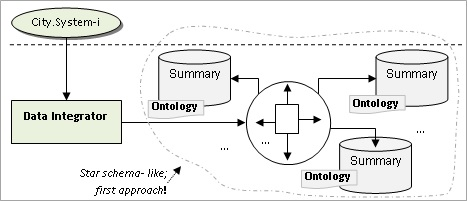 City.System-i
Summary
Summary
Ontology
Ontology
Data Integrator
...
...
...
Summary
Star schema- like;
first approach!
Ontology